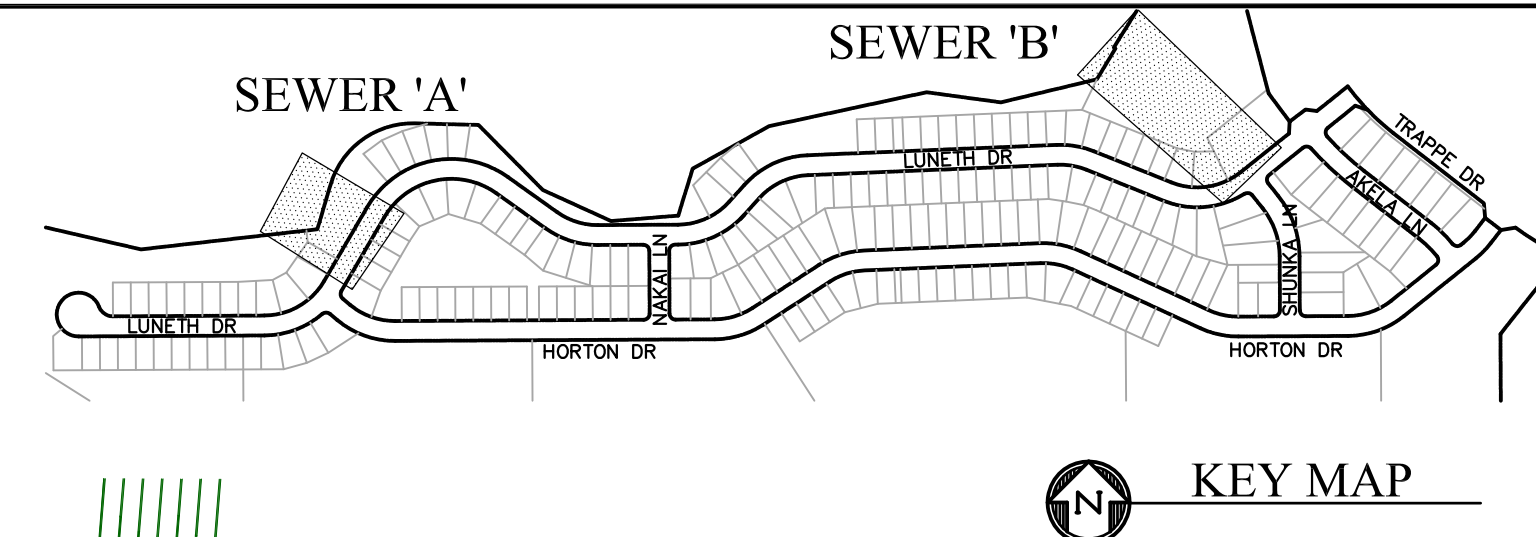 SEWER 'B'
SEWER 'A'
TRAPPE DR
LUNETH DR
AKELA LN
SHUNKA LN
NAKAI LN
LUNETH DR
HORTON DR
HORTON DR
KEY MAP
N